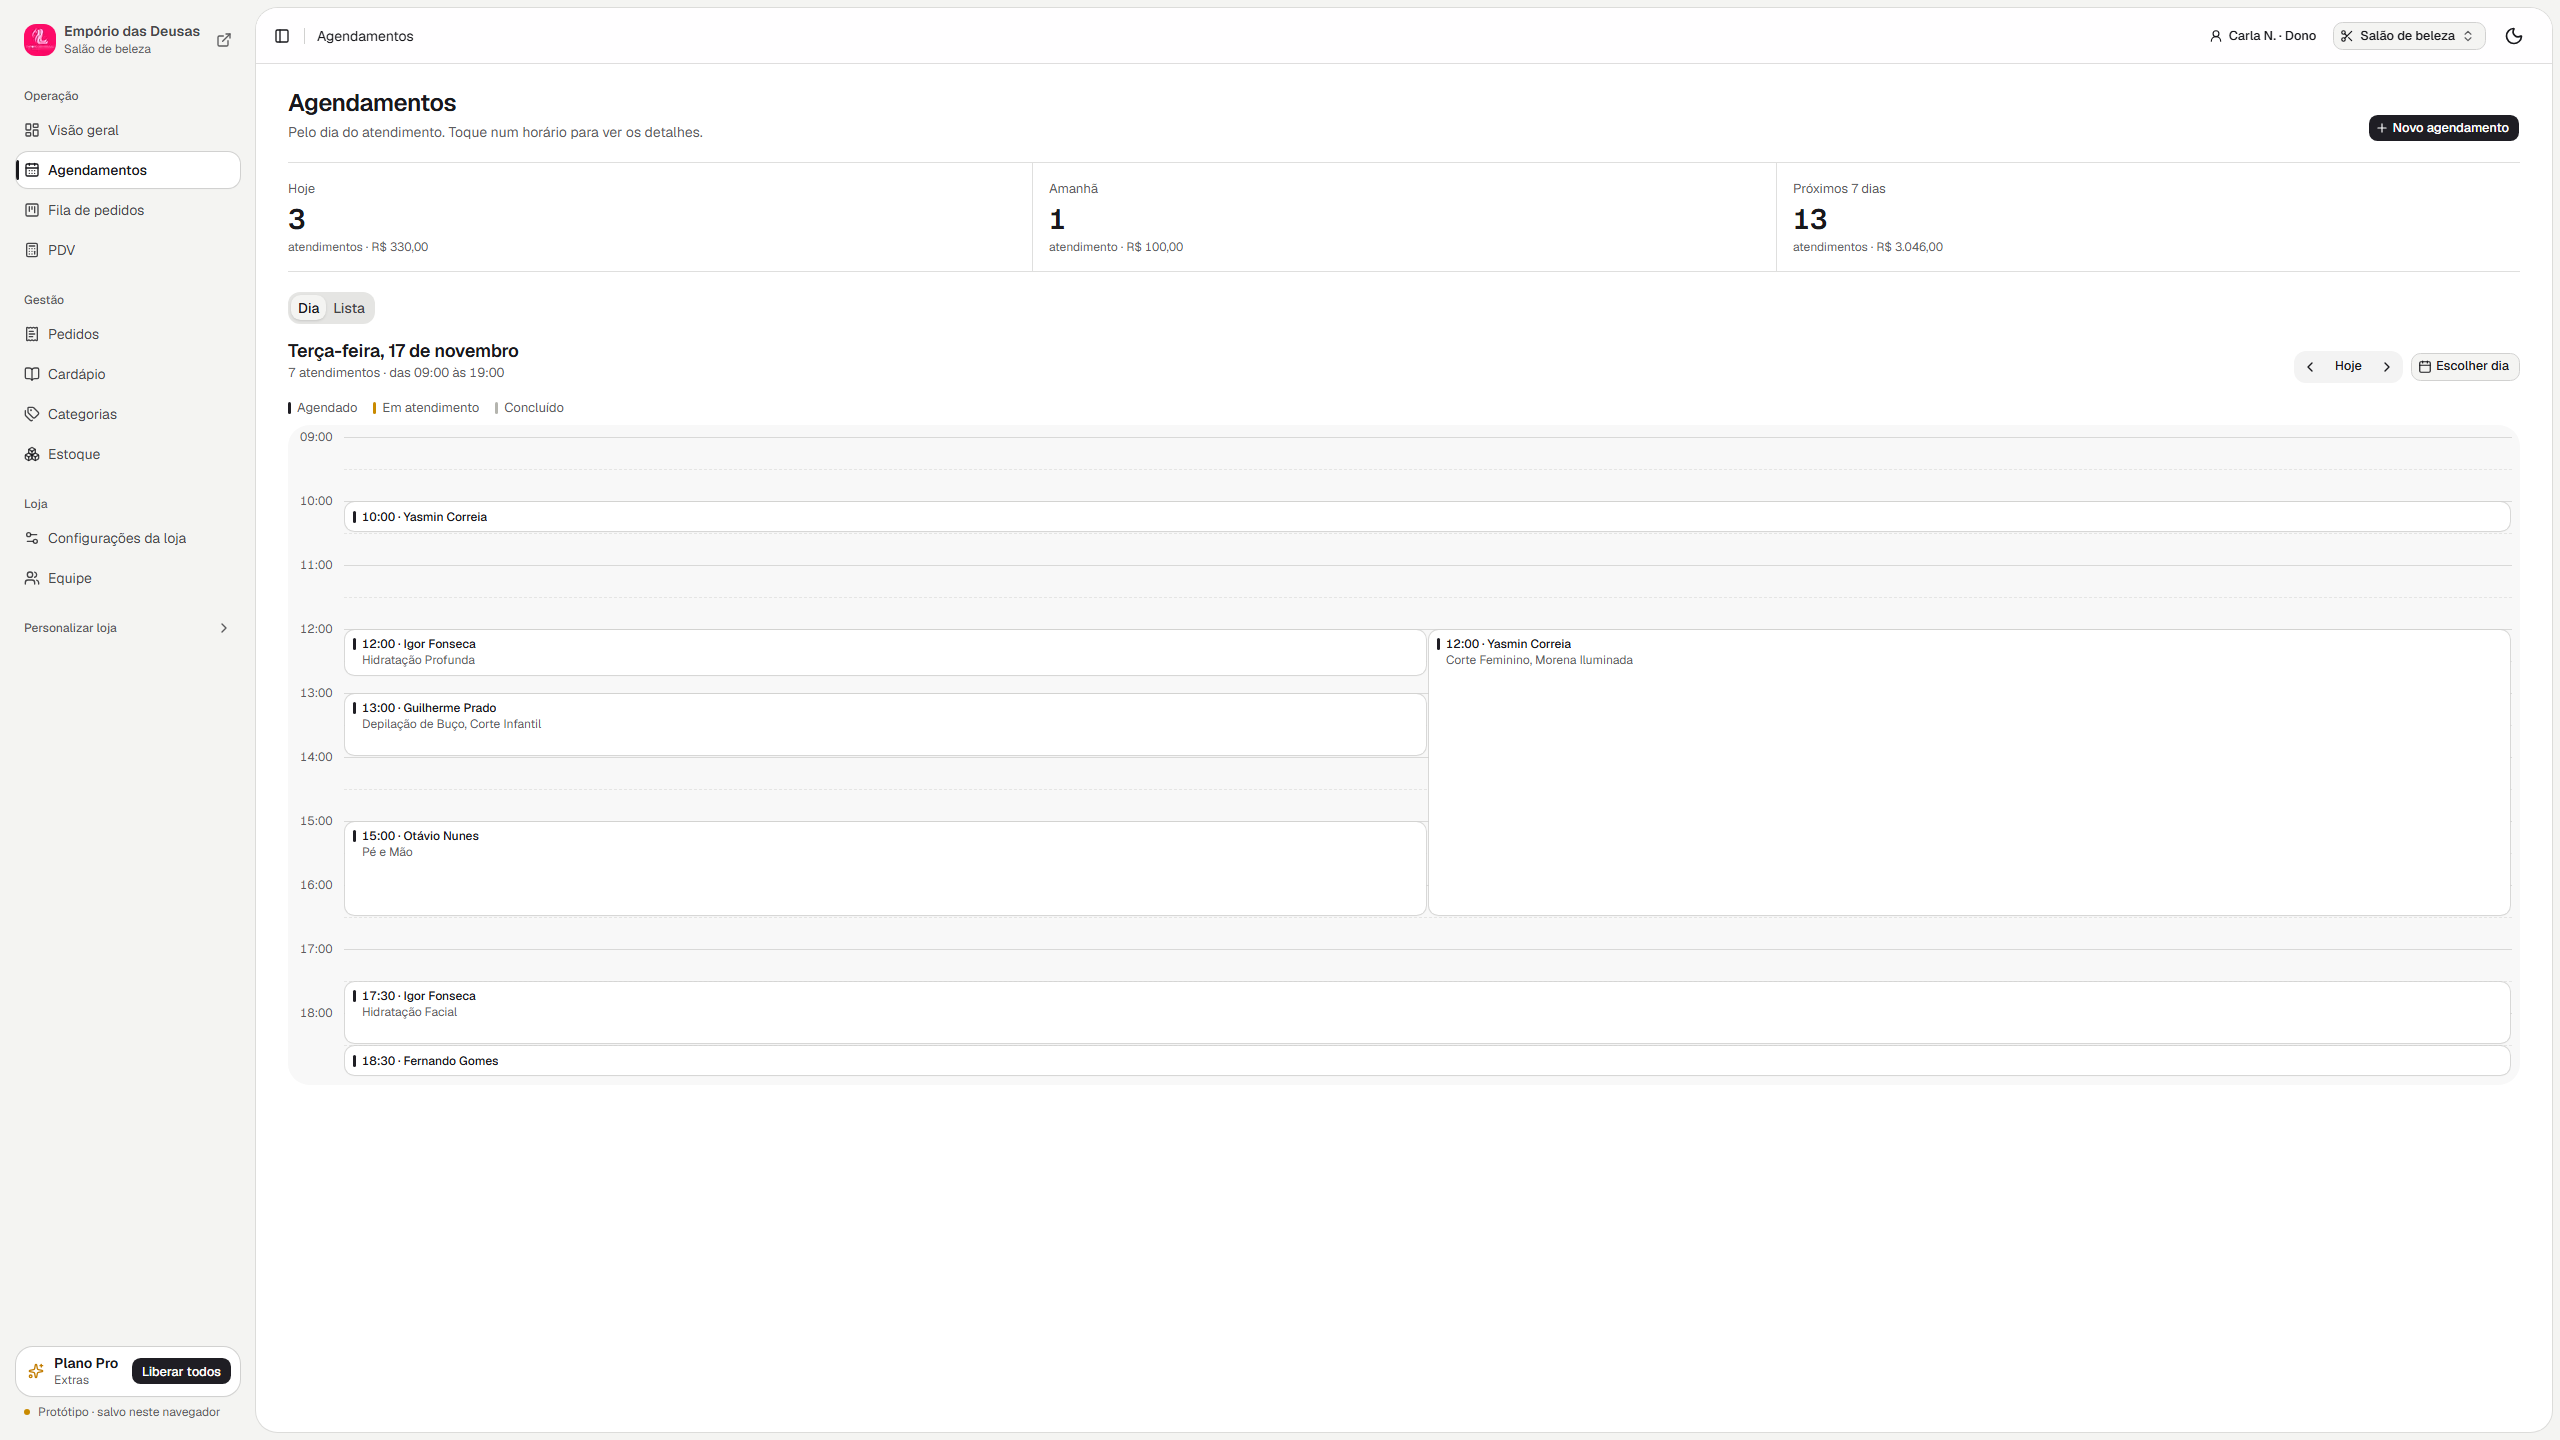 Empório das Deusas
Salão de beleza
Operação
Visão geral
Agendamentos
Fila de pedidos
PDV
Gestão
Pedidos
Cardápio
Categorias
Estoque
Loja
Configurações da loja
Equipe
Personalizar loja
Plano Pro
Extras
Liberar todos
Protótipo · salvo neste navegador
Agendamentos
Carla N. · Dono
Salão de beleza
Agendamentos
Pelo dia do atendimento. Toque num horário para ver os detalhes.
+ Novo agendamento
Hoje
3
atendimentos · R$ 330,00
Amanhã
1
atendimento · R$ 100,00
Próximos 7 dias
13
atendimentos · R$ 3.046,00
Dia Lista
Terça-feira, 17 de novembro
7 atendimentos · das 09:00 às 19:00
Hoje
Escolher dia
Agendado Em atendimento Concluído
09:00
10:00
10:00 · Yasmin Correia
11:00
12:00
12:00 · Igor Fonseca
Hidratação Profunda
12:00 · Yasmin Correia
Corte Feminino, Morena Iluminada
13:00
13:00 · Guilherme Prado
Depilação de Buço, Corte Infantil
14:00
15:00
15:00 · Otávio Nunes
Pé e Mão
16:00
17:00
17:30 · Igor Fonseca
Hidratação Facial
18:00
18:30 · Fernando Gomes